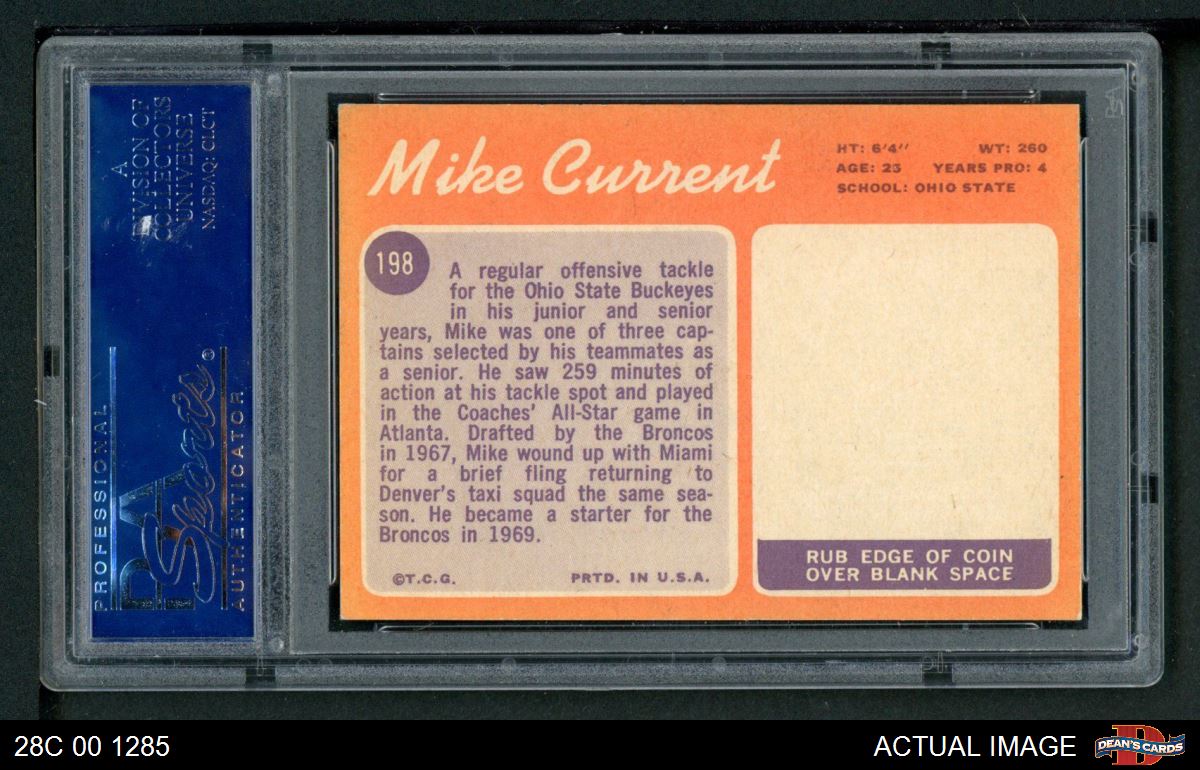 A
DIVISION OF
COLLECTORS
UNIVERSE
NASDAQ: CLCT
PROFESSIONAL
PSA
Sports
AUTHENTICATOR
Mike Current
HT: 6'4" WT: 260
AGE: 25 YEARS PRO: 4
SCHOOL: OHIO STATE
198
A regular offensive tackle
for the Ohio State Buckeyes
in his junior and senior
years, Mike was one of three cap-
tains selected by his teammates as
a senior. He saw 259 minutes of
action at his tackle spot and played
in the Coaches' All-Star game in
Atlanta. Drafted by the Broncos
in 1967, Mike wound up with Miami
for a brief fling returning to
Denver's taxi squad the same sea-
son. He became a starter for the
Broncos in 1969.
©T.C.G. PRTD. IN U.S.A.
RUB EDGE OF COIN
OVER BLANK SPACE
28C 00 1285
ACTUAL IMAGE
D
DEAN'S CARDS